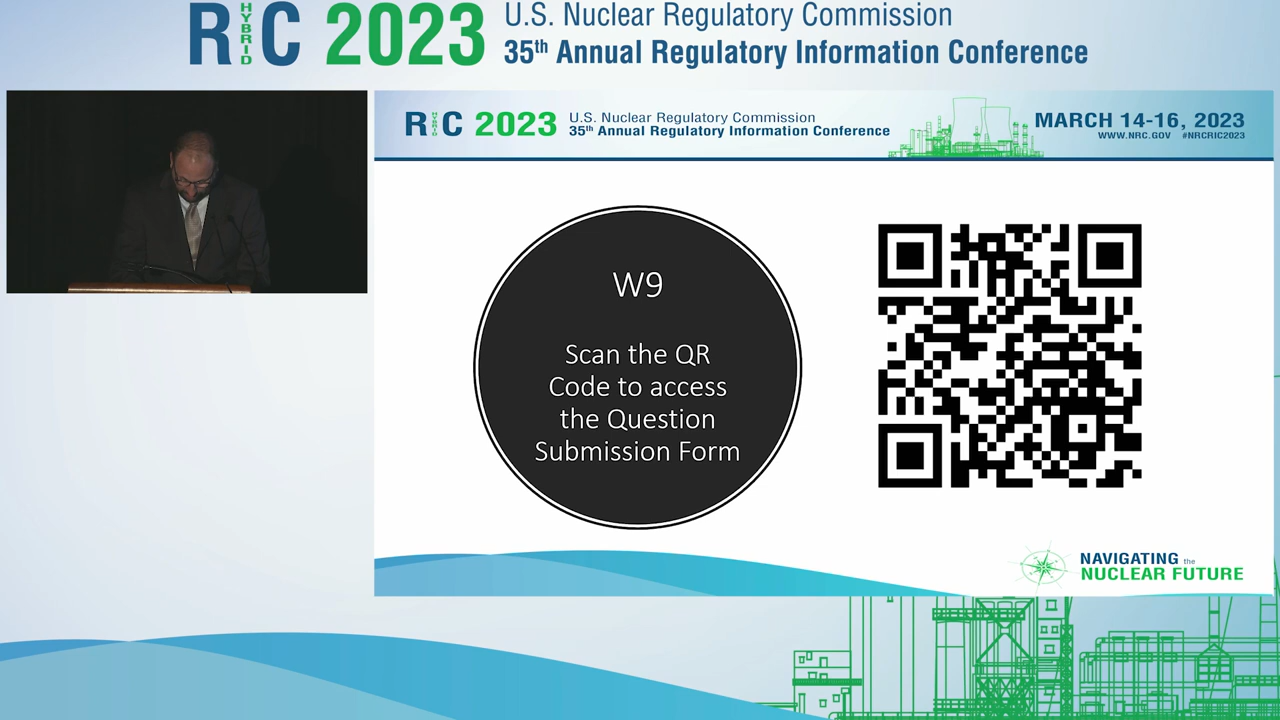 RIC HYBRID 2023
U.S. Nuclear Regulatory Commission
35th Annual Regulatory Information Conference
RIC HYBRID 2023
U.S. Nuclear Regulatory Commission
35th Annual Regulatory Information Conference
MARCH 14-16, 2023
WWW.NRC.GOV #NRCRIC2023
W9
Scan the QR
Code to access
the Question
Submission Form
NAVIGATING the
NUCLEAR FUTURE